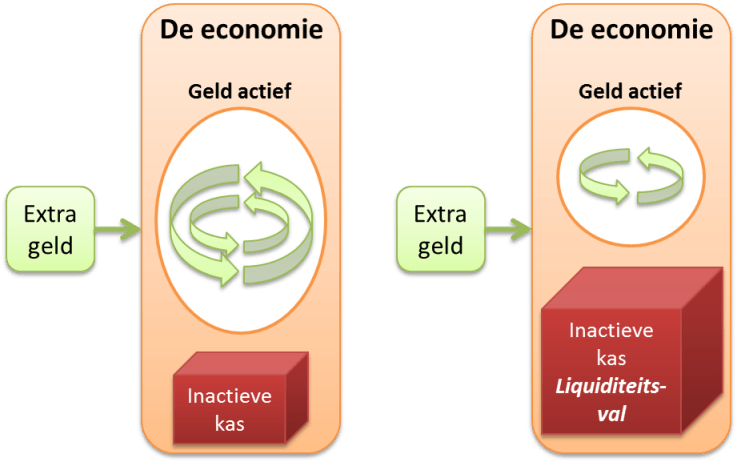 De economie
Geld actief
Extra
geld
Inactieve
kas
De economie
Geld actief
Extra
geld
Inactieve
kas
Liquiditeits-
val